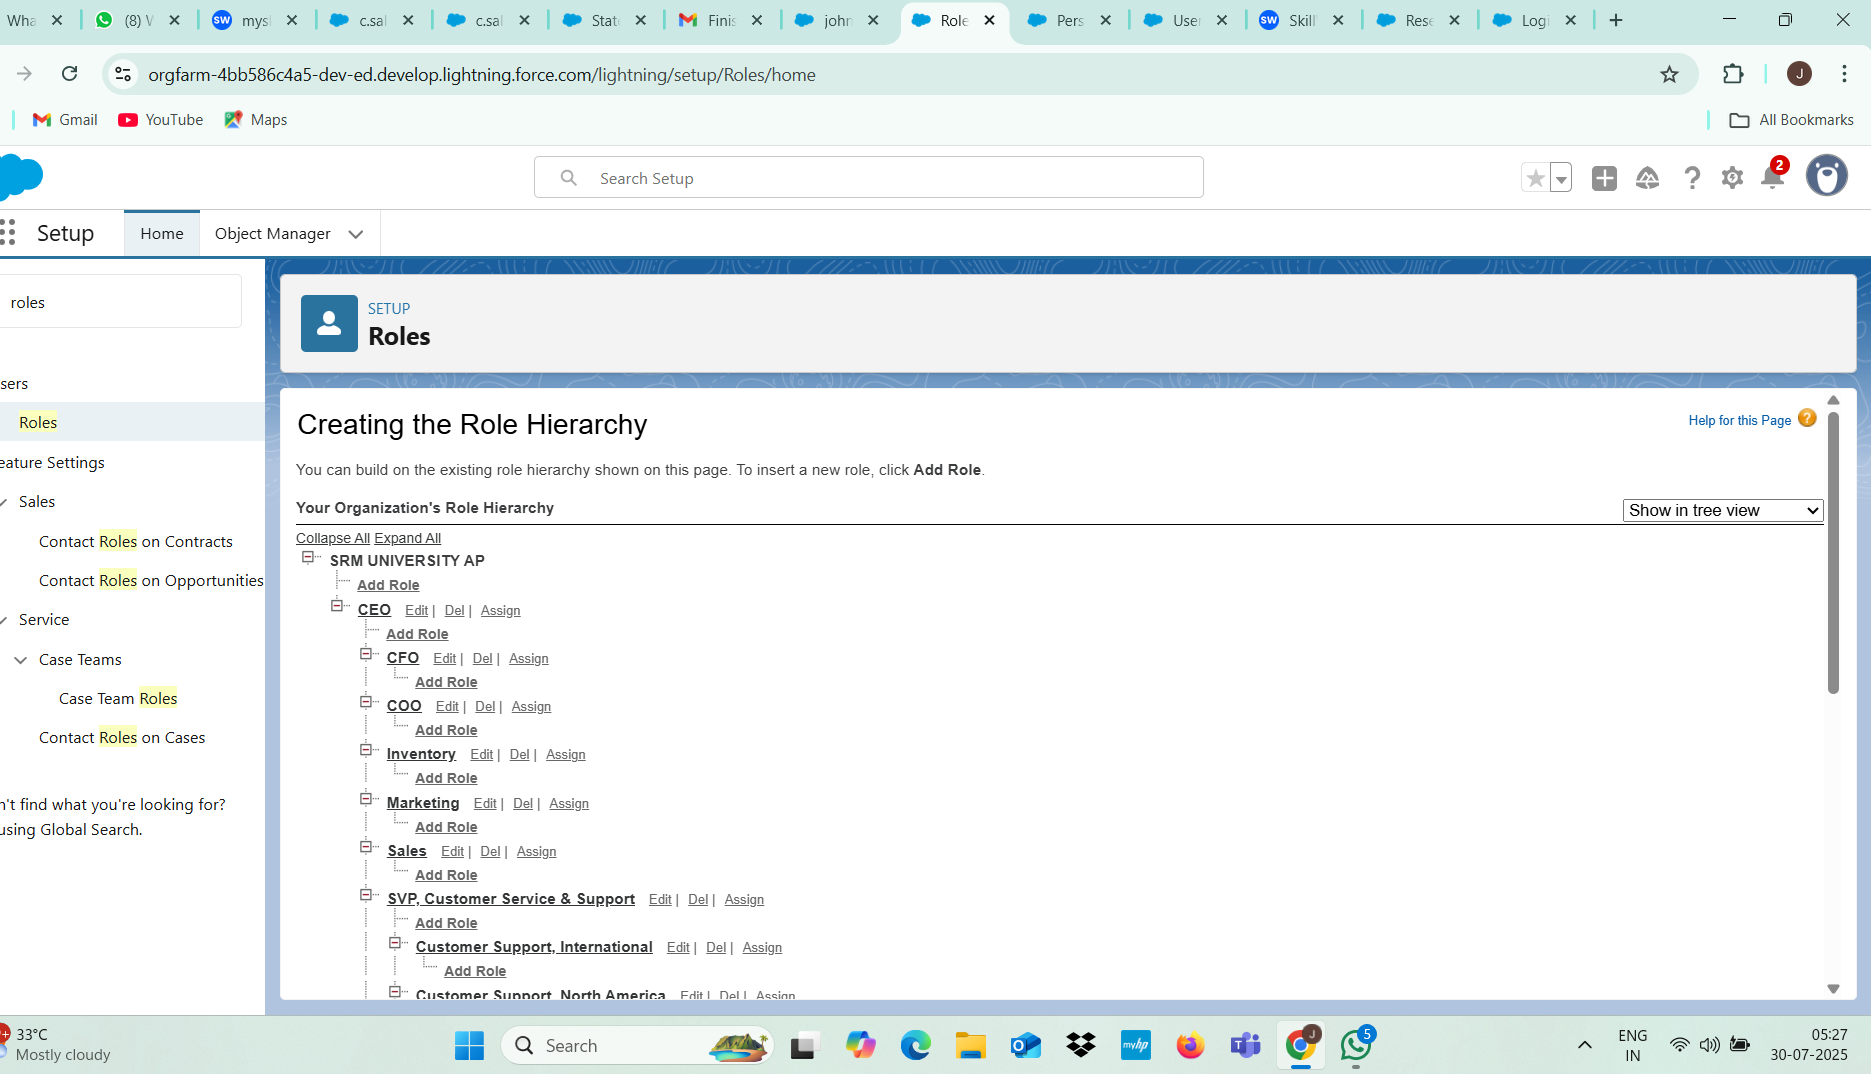 Wha
(8) W
SW mysl
c.sal
c.sal
State
Finis
john
Role
Pers
User
SW Skill
Rese
Logi
orgfarm-4bb586c4a5-dev-ed.develop.lightning.force.com/lightning/setup/Roles/home
J
Gmail YouTube Maps All Bookmarks
Search Setup
2
Setup Home Object Manager
roles
sers
Roles
eature Settings
Sales
Contact Roles on Contracts
Contact Roles on Opportunities
Service
Case Teams
Case Team Roles
Contact Roles on Cases
n't find what you're looking for?
using Global Search.
SETUP
Roles
Creating the Role Hierarchy
Help for this Page ?
You can build on the existing role hierarchy shown on this page. To insert a new role, click Add Role.
Your Organization's Role Hierarchy
Show in tree view
Collapse All Expand All
SRM UNIVERSITY AP
Add Role
CEO Edit | Del | Assign
Add Role
CFO Edit | Del | Assign
Add Role
COO Edit | Del | Assign
Add Role
Inventory Edit | Del | Assign
Add Role
Marketing Edit | Del | Assign
Add Role
Sales Edit | Del | Assign
Add Role
SVP, Customer Service & Support Edit | Del | Assign
Add Role
Customer Support, International Edit | Del | Assign
Add Role
Customer Support, North America Edit | Del | Assign
33°C
Mostly cloudy
Search
myhp
J
5
ENG
IN
05:27
30-07-2025